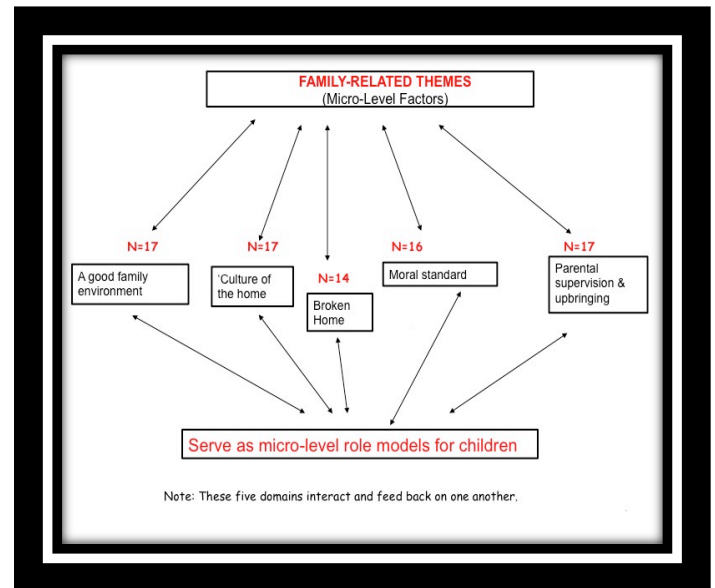 FAMILY-RELATED THEMES
(Micro-Level Factors)
N=17
A good family
environment
N=17
‘Culture of
the home
N=14
Broken
Home
N=16
Moral standard
N=17
Parental
supervision &
upbringing
Serve as micro-level role models for children
Note: These five domains interact and feed back on one another.